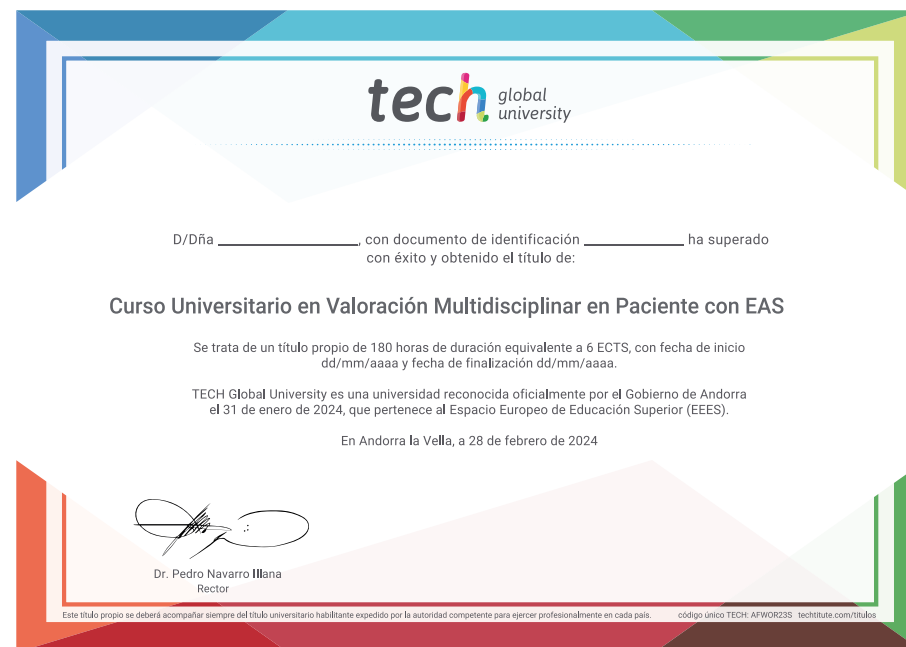 tech global university
D/Dña ____________________, con documento de identificación ______________ ha superado
con éxito y obtenido el título de:
Curso Universitario en Valoración Multidisciplinar en Paciente con EAS
Se trata de un título propio de 180 horas de duración equivalente a 6 ECTS, con fecha de inicio
dd/mm/aaaa y fecha de finalización dd/mm/aaaa.
TECH Global University es una universidad reconocida oficialmente por el Gobierno de Andorra
el 31 de enero de 2024, que pertenece al Espacio Europeo de Educación Superior (EEES).
En Andorra la Vella, a 28 de febrero de 2024
Dr. Pedro Navarro Illana
Rector
Este título propio se deberá acompañar siempre del título universitario habilitante expedido por la autoridad competente para ejercer profesionalmente en cada país. código único TECH: AFWOR23S techtitute.com/titulos